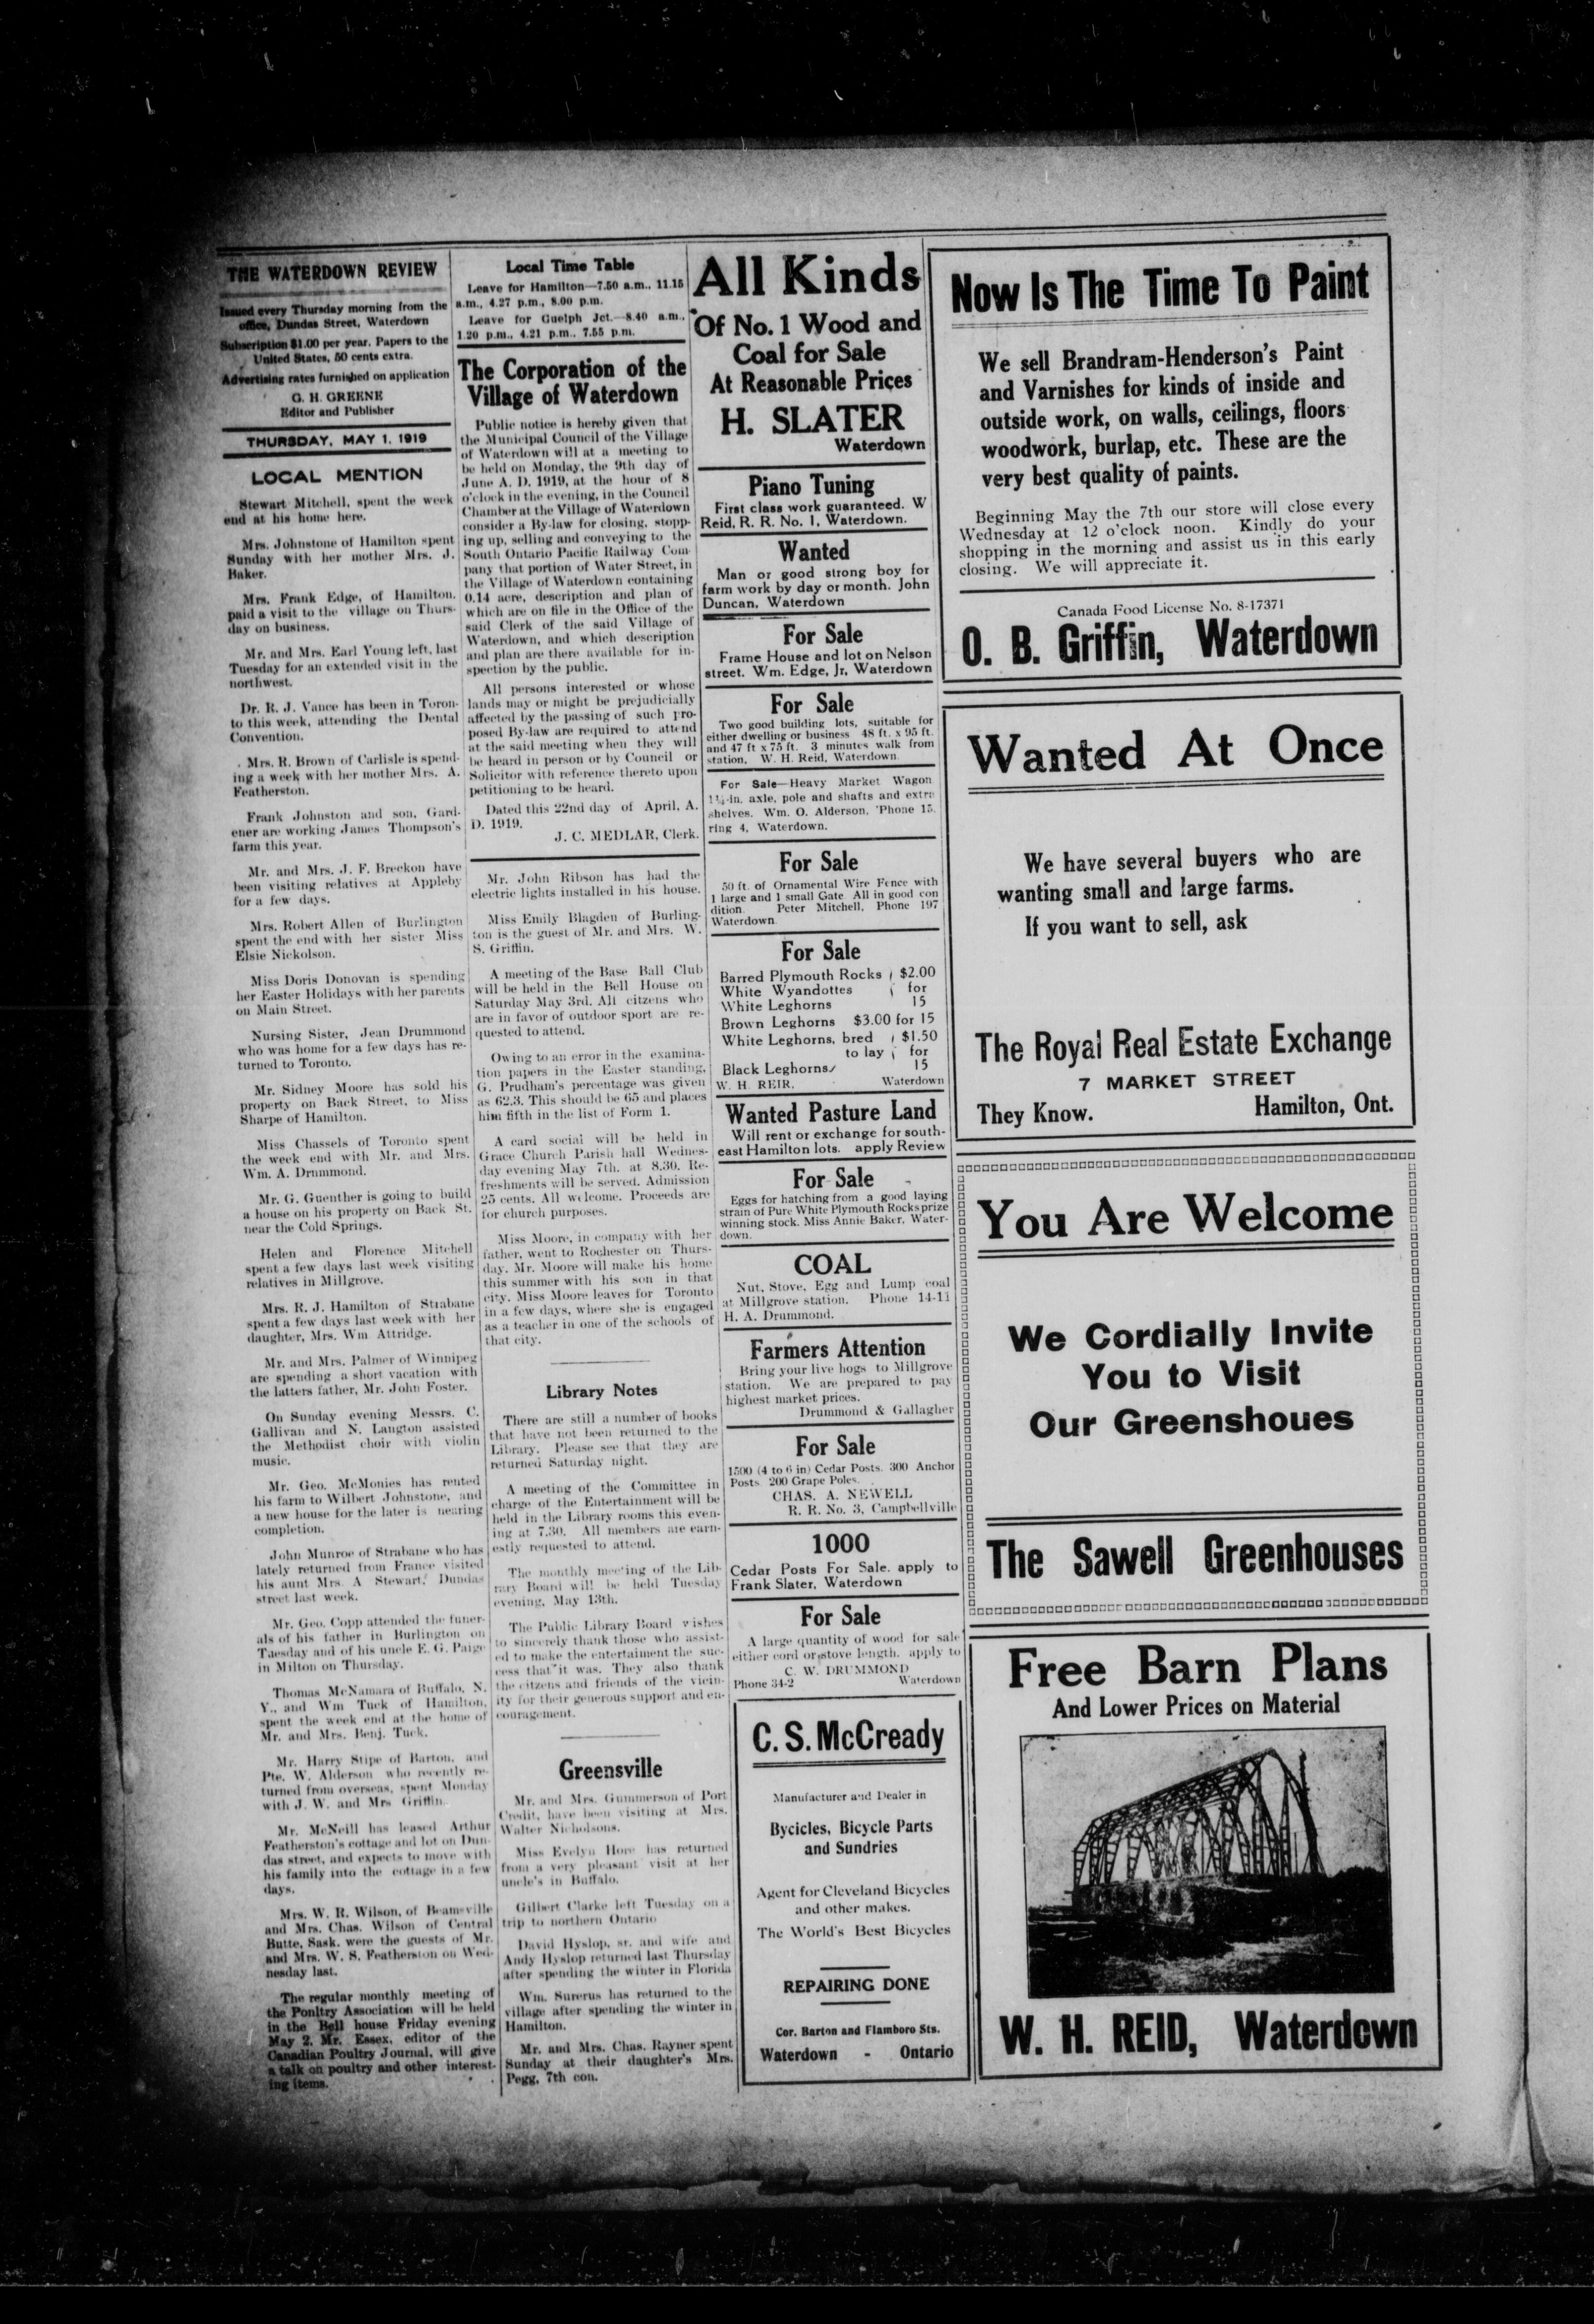 THE WATERDOWN REVIEW
Issued every Thursday morning from the
office, Dundas Street, Waterdown
Subscription $1.00 per year. Papers to the
United States, 50 cents extra.
Advertising rates furnished on application
G. H. GREENE
Editor and Publisher
THURSDAY, MAY 1, 1919
LOCAL MENTION
Stewart Mitchell, spent the week
end at his home here.
Mrs. Johnstone of Hamilton spent
Sunday with her mother Mrs. J.
Baker.
Mrs. Frank Edge, of Hamilton,
paid a visit to the village on Thurs-
day on business.
Mr. and Mrs. Earl Young left, last
Tuesday for an extended visit in the
northwest.
Dr. R. J. Vance has been in Toron-
to this week, attending the Dental
Convention.
Mrs. R. Brown of Carlisle is spend-
ing a week with her mother Mrs. A.
Featherston.
Frank Johnston and son, Gard-
ener are working James Thompson's
farm this year.
Mr. and Mrs. J. F. Breckon have
been visiting relatives at Appleby
for a few days.
Mrs. Robert Allen of Burlington
spent the end with her sister Miss
Elsie Nickolson.
Miss Doris Donovan is spending
her Easter Holidays with her parents
on Main Street.
Nursing Sister, Jean Drummond
who was home for a few days has re-
turned to Toronto.
Mr. Sidney Moore has sold his
property on Back Street, to Miss
Sharpe of Hamilton.
Miss Chassels of Toronto spent
the week end with Mr. and Mrs.
Wm. A. Drummond.
Mr. G. Guenther is going to build
a house on his property on Back St.
near the Cold Springs.
Helen and Florence Mitchell
spent a few days last week visiting
relatives in Millgrove.
Mrs. R. J. Hamilton of Strabane
spent a few days last week with her
daughter, Mrs. Wm Attridge.
Mr. and Mrs. Palmer of Winnipeg
are spending a short vacation with
the latters father, Mr. John Foster.
On Sunday evening Messrs. C.
Gallivan and N. Langton assisted
the Methodist choir with violin
music.
Mr. Geo. McMonies has rented
his farm to Wilbert Johnstone, and
a new house for the later is nearing
completion.
John Munroe of Strabane who has
lately returned from France visited
his aunt Mrs. A Stewart, Dundas
street last week.
Mr. Geo. Copp attended the funer-
als of his father in Burlington on
Tuesday and of his uncle E. G. Paige
in Milton on Thursday.
Thomas McNamara of Buffalo, N.
Y., and Wm Tuck of Hamilton,
spent the week end at the home of
Mr. and Mrs. Benj. Tuck.
Mr. Harry Stipe of Barton, and
Pte. W. Alderson who recently re-
turned from overseas, spent Monday
with J. W. and Mrs Griffin.
Mr. McNeill has leased Arthur
Featherston's cottage and lot on Dun-
das street, and expects to move with
his family into the cottage in a few
days.
Mrs. W. R. Wilson, of Beamsville
and Mrs. Chas. Wilson of Central
Butte, Sask. were the guests of Mr.
and Mrs. W. S. Featherston on Wed-
nesday last.
The regular monthly meeting of
the Ponltry Association will be held
in the Bell house Friday evening
May 2. Mr. Essex, editor of the
Canadian Poultry Journal, will give
a talk on poultry and other interest-
ing items.
Local Time Table
Leave for Hamilton—7.50 a.m., 11.15
a.m., 4.27 p.m., 8.00 p.m.
Leave for Guelph Jct.—8.40 a.m.,
1.20 p.m., 4.21 p.m., 7.55 p.m.
The Corporation of the
Village of Waterdown
Public notice is hereby given that
the Municipal Council of the Village
of Waterdown will at a meeting to
be held on Monday, the 9th day of
June A. D. 1919, at the hour of 8
o'clock in the evening, in the Council
Chamber at the Village of Waterdown
consider a By-law for closing, stopp-
ing up, selling and conveying to the
South Ontario Pacific Railway Com-
pany that portion of Water Street, in
the Village of Waterdown containing
0.14 acre, description and plan of
which are on file in the Office of the
said Clerk of the said Village of
Waterdown, and which description
and plan are there available for in-
spection by the public.
All persons interested or whose
lands may or might be prejudicially
affected by the passing of such pro-
posed By-law are required to attend
at the said meeting when they will
be heard in person or by Council or
Solicitor with reference thereto upon
petitioning to be heard.
Dated this 22nd day of April, A.
D. 1919.
J. C. MEDLAR, Clerk.
Mr. John Ribson has had the
electric lights installed in his house.
Miss Emily Blagden of Burling-
ton is the guest of Mr. and Mrs. W.
S. Griffin.
A meeting of the Base Ball Club
will be held in the Bell House on
Saturday May 3rd. All citzens who
are in favor of outdoor sport are re-
quested to attend.
Owing to an error in the examina-
tion papers in the Easter standing,
G. Prudham's percentage was given
as 62.3. This should be 65 and places
him fifth in the list of Form 1.
A card social will be held in
Grace Church Parish hall Wednes-
day evening May 7th. at 8.30. Re-
freshments will be served. Admission
25 cents. All welcome. Proceeds are
for church purposes.
Miss Moore, in company with her
father, went to Rochester on Thurs-
day. Mr. Moore will make his home
this summer with his son in that
city. Miss Moore leaves for Toronto
in a few days, where she is engaged
as a teacher in one of the schools of
that city.
Library Notes
There are still a number of books
that have not been returned to the
Library. Please see that they are
returned Saturday night.
A meeting of the Committee in
charge of the Entertainment will be
held in the Library rooms this even-
ing at 7.30. All members are earn-
estly requested to attend.
The monthly meeting of the Lib-
rary Board will be held Tuesday
evening, May 13th.
The Public Library Board wishes
to sincerely thank those who assist-
ed to make the entertaiment the suc-
cess that it was. They also thank
the citzens and friends of the vicin-
ity for their generous support and en-
couragement.
Greensville
Mr. and Mrs. Gummerson of Port
Credit, have been visiting at Mrs.
Walter Nicholsons.
Miss Evelyn Hore has returned
from a very pleasant visit at her
uncle's in Buffalo.
Gilbert Clarke left Tuesday on a
trip to northern Ontario
David Hyslop, sr. and wife and
Andy Hyslop returned last Thursday
after spending the winter in Florida
Wm. Surerus has returned to the
village after spending the winter in
Hamilton.
Mr. and Mrs. Chas. Rayner spent
Sunday at their daughter's Mrs.
Pegg, 7th con.
All Kinds
Of No. 1 Wood and
Coal for Sale
At Reasonable Prices
H. SLATER
Waterdown
Piano Tuning
First class work guaranteed. W
Reid, R. R. No. 1, Waterdown.
Wanted
Man or good strong boy for
farm work by day or month. John
Duncan, Waterdown
For Sale
Frame House and lot on Nelson
street. Wm. Edge, Jr, Waterdown
For Sale
Two good building lots, suitable for
either dwelling or business 48 ft. x 95 ft.
and 47 ft x 75 ft. 3 minutes walk from
station, W. H. Reid, Waterdown.
For Sale—Heavy Market Wagon
1¼-in. axle, pole and shafts and extra
shelves. Wm. O. Alderson, 'Phone 15.
ring 4, Waterdown.
For Sale
50 ft. of Ornamental Wire Fence with
1 large and 1 small Gate All in good con
dition. Peter Mitchell, Phone 197
Waterdown
For Sale
Barred Plymouth Rocks $2.00
White Wyandottes for
White Leghorns 15
Brown Leghorns $3.00 for 15
White Leghorns, bred $1.50
to lay for
Black Leghorns 15
W. H. REIR, Waterdown
Wanted Pasture Land
Will rent or exchange for south-
east Hamilton lots. apply Review
For Sale
Eggs for hatching from a good laying
strain of Pure White Plymouth Rocks prize
winning stock. Miss Annie Baker, Water-
down.
COAL
Nut, Stove, Egg and Lump coal
at Millgrove station. Phone 14-11
H. A. Drummond.
Farmers Attention
Bring your live hogs to Millgrove
station. We are prepared to pay
highest market prices.
Drummond & Gallagher
For Sale
1500 (4 to 6 in) Cedar Posts. 300 Anchor
Posts 200 Grape Poles.
CHAS. A. NEWELL
R. R. No. 3, Campbellville
1000
Cedar Posts For Sale. apply to
Frank Slater, Waterdown
For Sale
A large quantity of wood for sale
either cord or stove length. apply to
C. W. DRUMMOND
Phone 34-2 Waterdown
C. S. McCready
Manufacturer and Dealer in
Bycicles, Bicycle Parts
and Sundries
Agent for Cleveland Bicycles
and other makes.
The World's Best Bicycles
REPAIRING DONE
Cor. Barton and Flamboro Sts.
Waterdown - Ontario
Now Is The Time To Paint
We sell Brandram-Henderson's Paint
and Varnishes for kinds of inside and
outside work, on walls, ceilings, floors
woodwork, burlap, etc. These are the
very best quality of paints.
Beginning May the 7th our store will close every
Wednesday at 12 o'clock noon. Kindly do your
shopping in the morning and assist us in this early
closing. We will appreciate it.
Canada Food License No. 8-17371
O. B. Griffin, Waterdown
Wanted At Once
We have several buyers who are
wanting small and large farms.
If you want to sell, ask
The Royal Real Estate Exchange
7 MARKET STREET
They Know. Hamilton, Ont.
You Are Welcome
We Cordially Invite
You to Visit
Our Greenshoues
The Sawell Greenhouses
Free Barn Plans
And Lower Prices on Material
W. H. REID, Waterdown